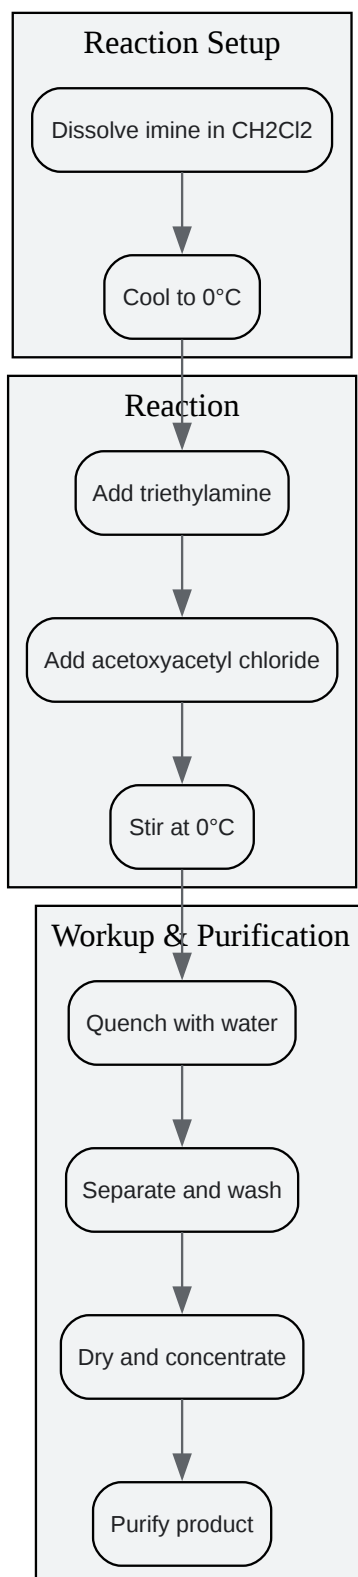 Reaction Setup
Dissolve imine in CH2Cl2
Cool to 0°C
Reaction
Add triethylamine
Add acetoxyacetyl chloride
Stir at 0°C
Workup & Purification
Quench with water
Separate and wash
Dry and concentrate
Purify product